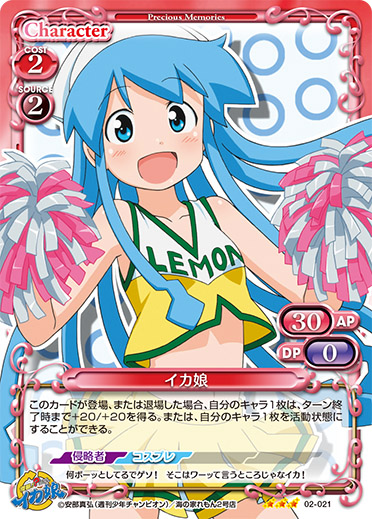 Precious Memories
Character
COST
2
SOURCE
2
LEMON
30 AP
DP 0
イカ娘
このカードが登場、または退場した場合、自分のキャラ1枚は、ターン終
了時まで+20/+20を得る。または、自分のキャラ1枚を活動状態に
することができる。
侵略者 コスプレ
何ボーッとしてるでゲソ! そこはワーッて言うところじゃなイカ!
イカ娘
©安部真弘(週刊少年チャンピオン)/海の家れもん2号店
★★★ 02-021